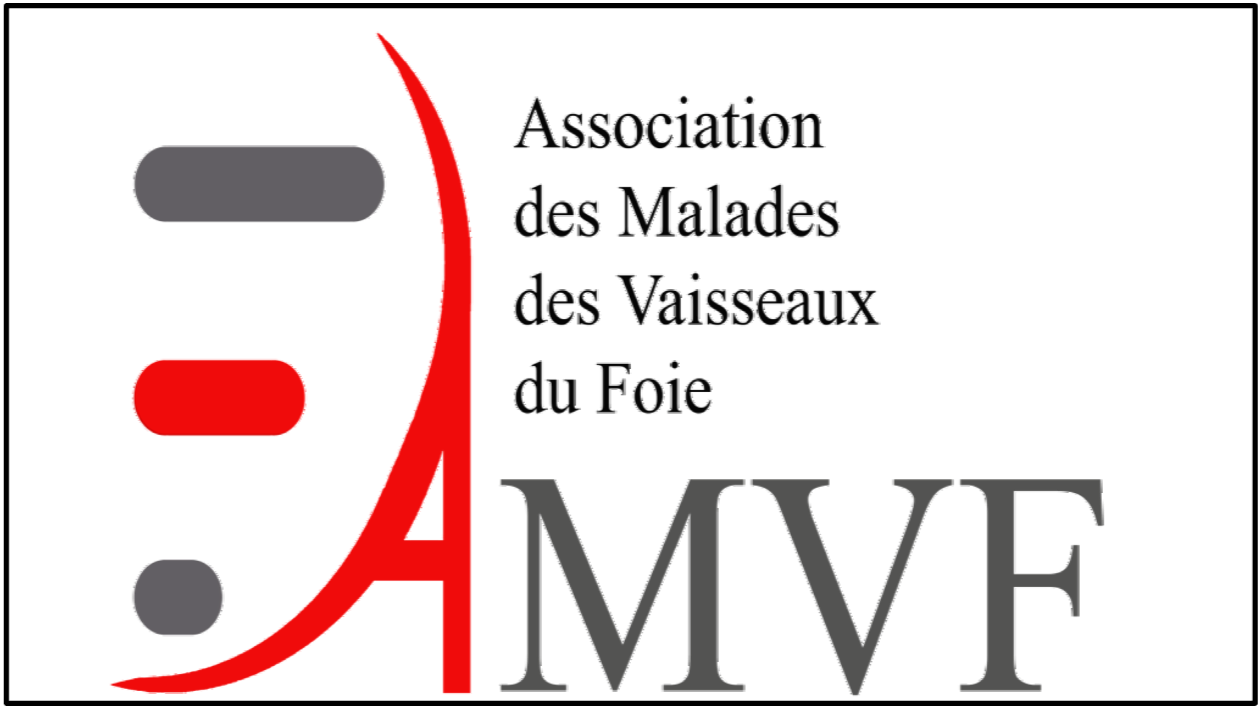 Association
des Malades
des Vaisseaux
du Foie
AMVF